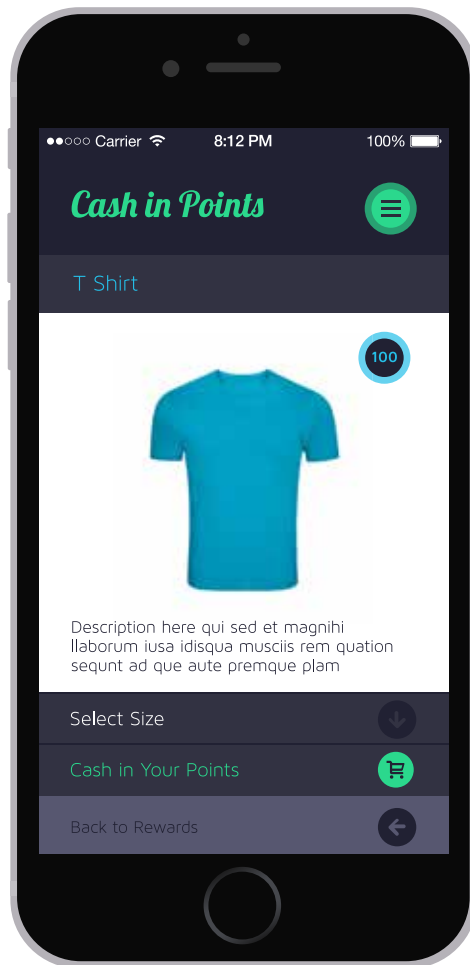 Carrier 8:12 PM 100%
Cash in Points
T Shirt
100
Description here qui sed et magnihi
llaborum iusa idisqua musciis rem quation
sequnt ad que aute premque plam
Select Size
Cash in Your Points
Back to Rewards